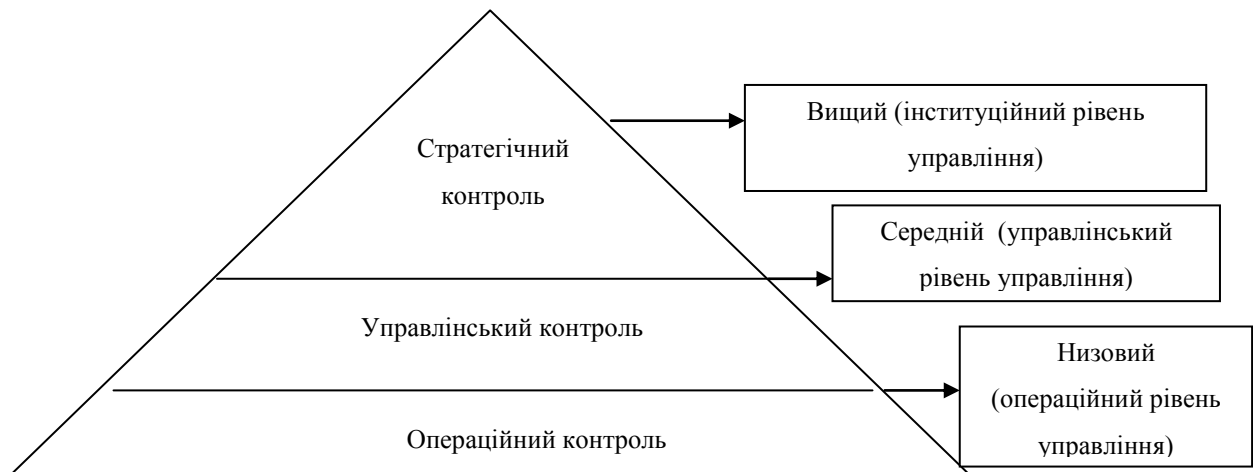 Вищий (інституційний рівень
управління)
Стратегічний
контроль
Середній (управлінський
рівень управління)
Управлінський контроль
Низовий
(операційний рівень
управління)
Операційний контроль